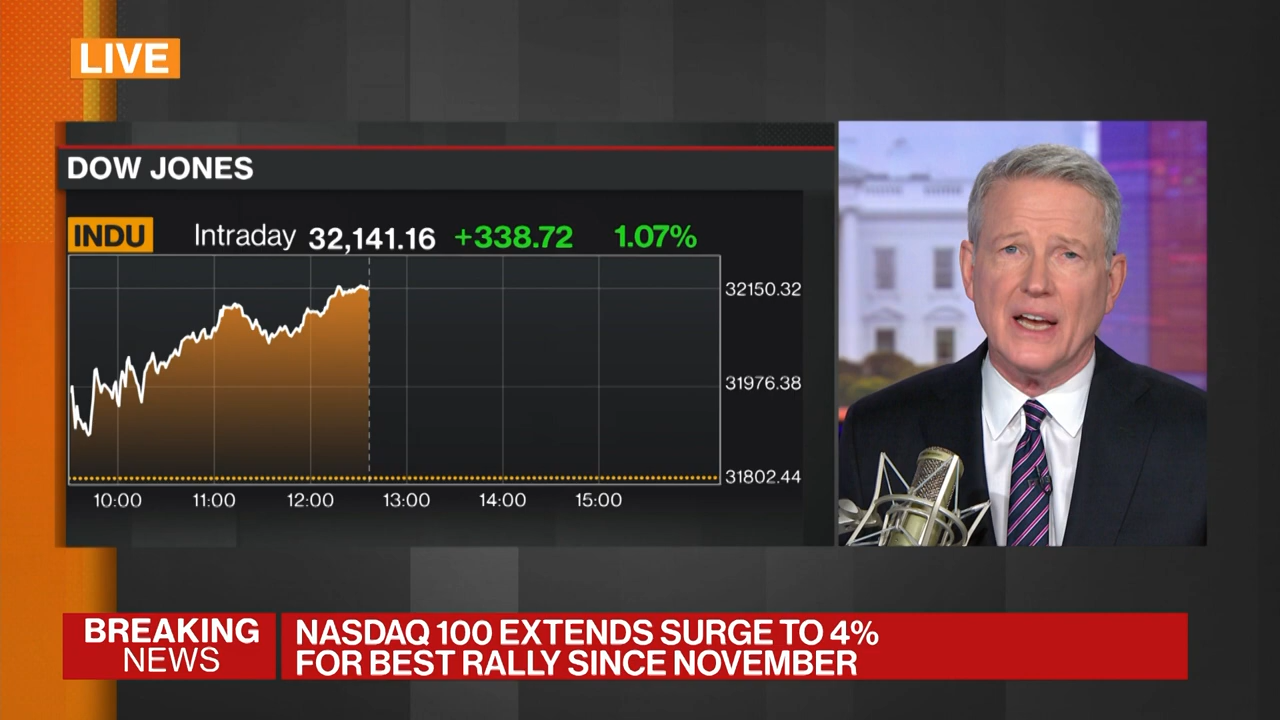 LIVE
DOW JONES
INDU Intraday 32,141.16 +338.72 1.07%
32150.32
31976.38
31802.44
10:00 11:00 12:00 13:00 14:00 15:00
BREAKING NEWS
NASDAQ 100 EXTENDS SURGE TO 4%
FOR BEST RALLY SINCE NOVEMBER